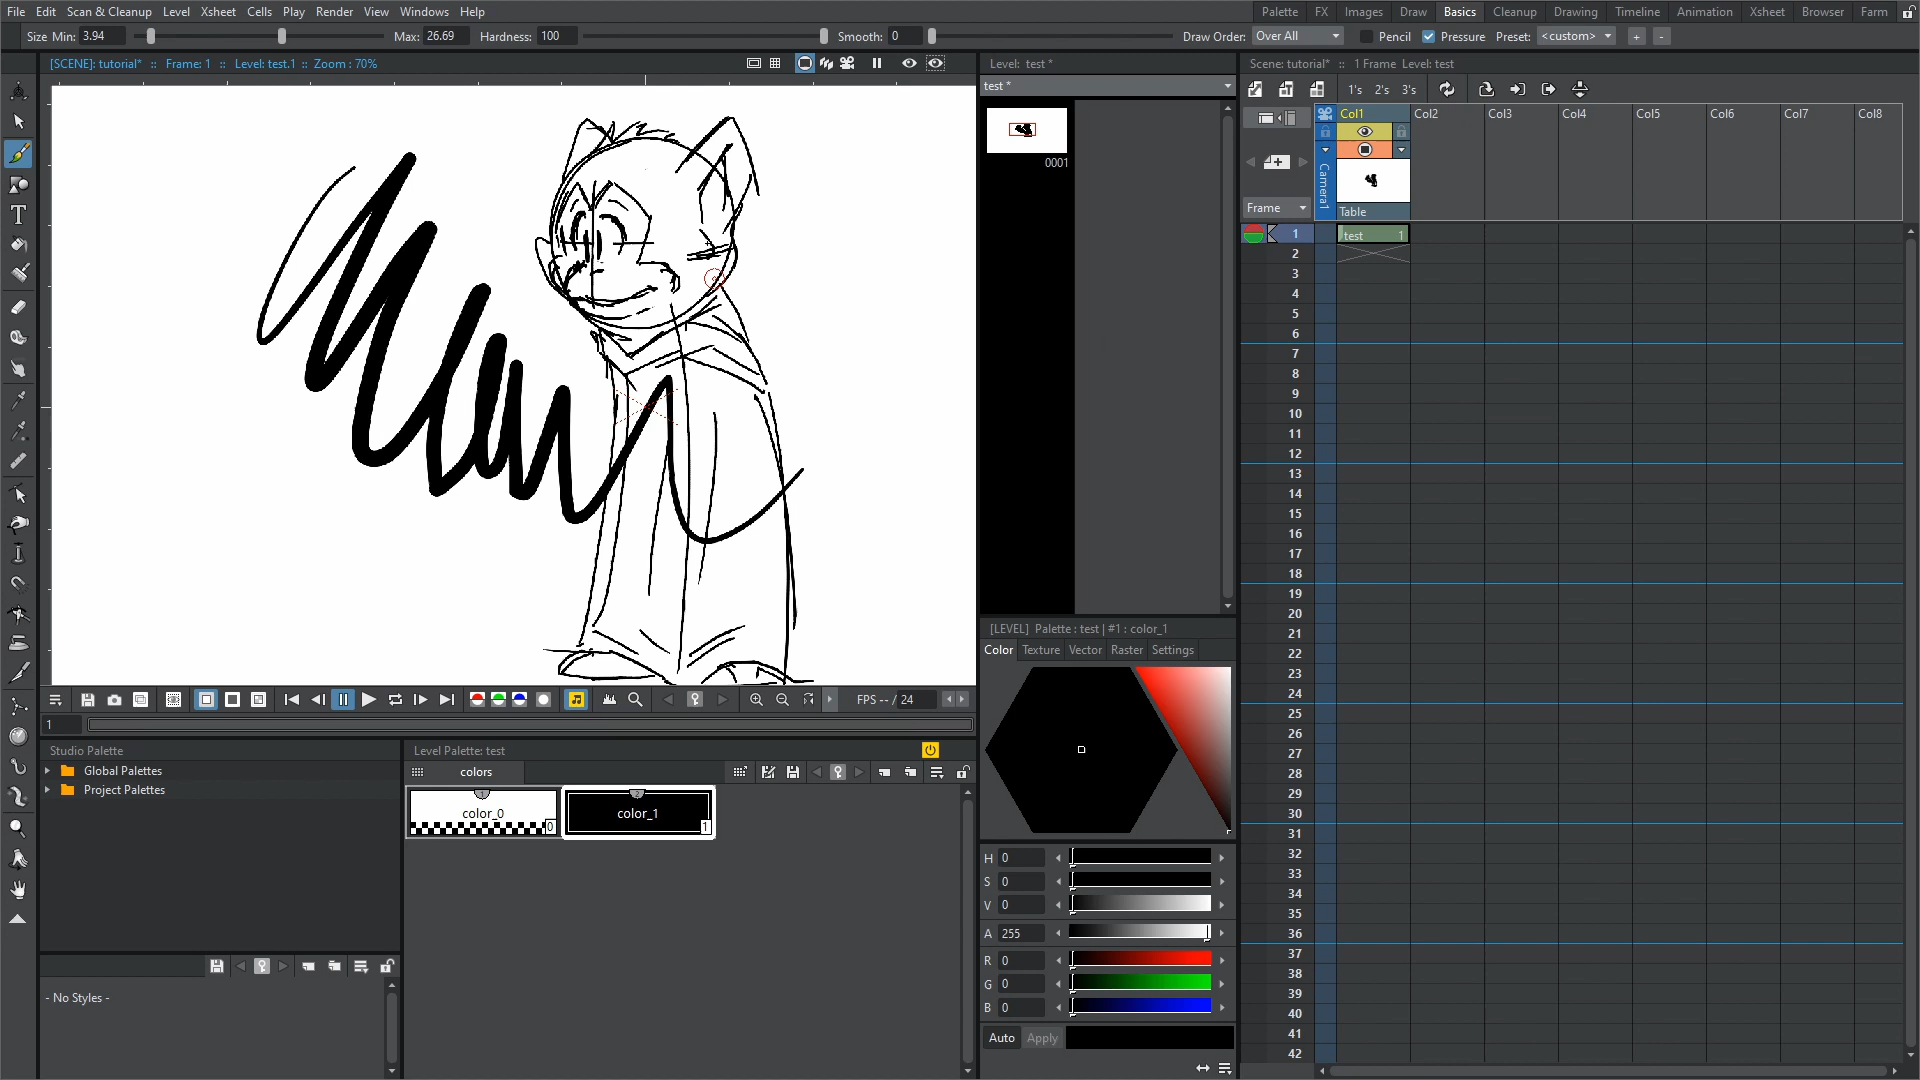 File Edit Scan & Cleanup Level Xsheet Cells Play Render View Windows Help
Palette FX Images Draw Basics Cleanup Drawing Timeline Animation Xsheet Browser Farm
Size Min: 3.94 Max: 26.69 Hardness: 100 Smooth: 0 Draw Order: Over All Pencil Pressure Preset: <custom> + -
[SCENE]: tutorial* :: Frame: 1 :: Level: test.1 :: Zoom : 70%
Level: test *
Scene: tutorial* :: 1 Frame Level: test
test *
1's 2's 3's
0001
Col1 Col2 Col3 Col4 Col5 Col6 Col7 Col8
Camera1
Frame
Table
test 1
1
2
3
4
5
6
7
8
9
10
11
12
13
14
15
16
17
18
19
20
21
22
23
24
25
26
27
28
29
30
31
32
33
34
35
36
37
38
39
40
41
42
[LEVEL] Palette : test | #1 : color_1
Color Texture Vector Raster Settings
FPS -- / 24
1
Studio Palette
Global Palettes
Project Palettes
- No Styles -
Level Palette: test
colors
1
color_0
0
2
color_1
1
H 0
S 0
V 0
A 255
R 0
G 0
B 0
Auto Apply